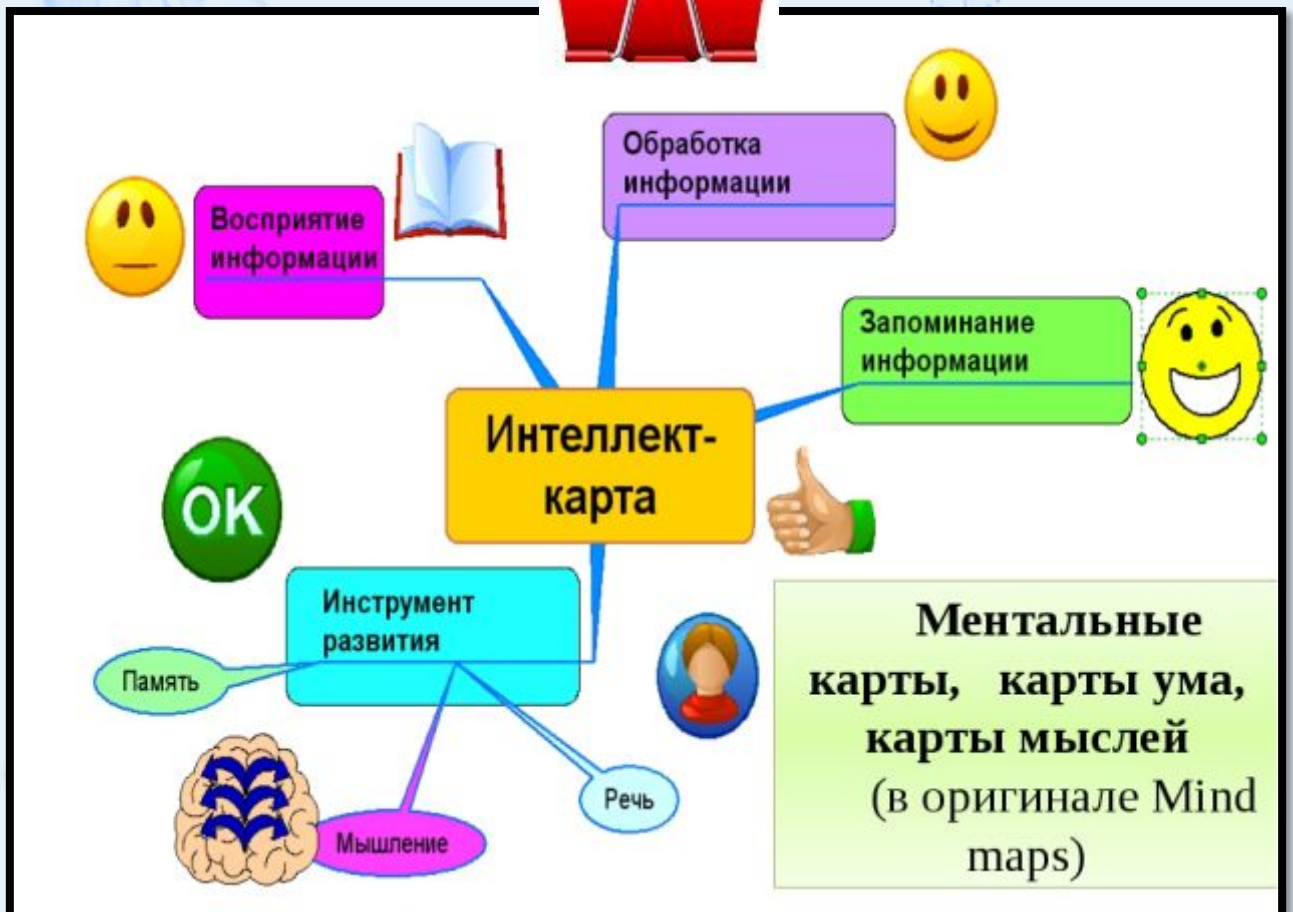 Обработка
информации
Восприятие
информации
Запоминание
информации
Интеллект-
карта
OK
Инструмент
развития
Память
Мышление
Речь
Ментальные
карты, карты ума,
карты мыслей
(в оригинале Mind
maps)